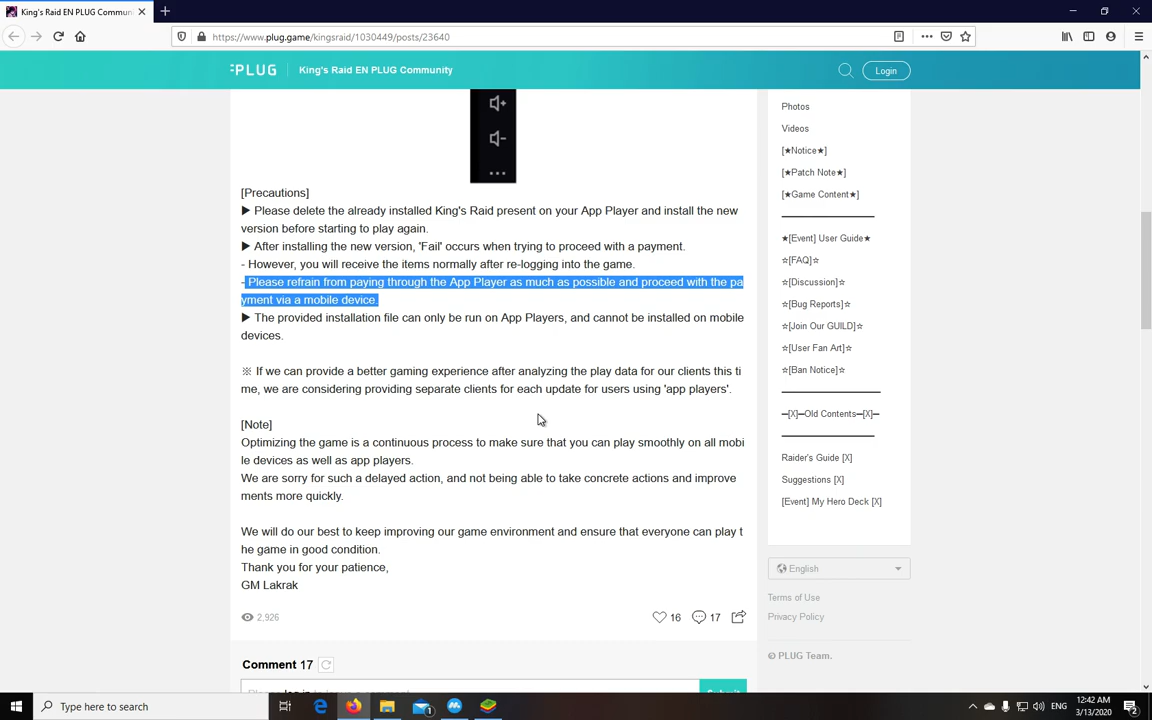 King's Raid EN PLUG Communi
https://www.plug.game/kingsraid/1030449/posts/23640
PLUG
King's Raid EN PLUG Community
Login
[Precautions]
▶ Please delete the already installed King's Raid present on your App Player and install the new
version before starting to play again.
▶ After installing the new version, 'Fail' occurs when trying to proceed with a payment.
- However, you will receive the items normally after re-logging into the game.
- Please refrain from paying through the App Player as much as possible and proceed with the pa
yment via a mobile device.
▶ The provided installation file can only be run on App Players, and cannot be installed on mobile
devices.
※ If we can provide a better gaming experience after analyzing the play data for our clients this ti
me, we are considering providing separate clients for each update for users using 'app players'.
[Note]
Optimizing the game is a continuous process to make sure that you can play smoothly on all mobi
le devices as well as app players.
We are sorry for such a delayed action, and not being able to take concrete actions and improve
ments more quickly.
We will do our best to keep improving our game environment and ensure that everyone can play t
he game in good condition.
Thank you for your patience,
GM Lakrak
2,926
16
17
Comment 17
Photos
Videos
[★Notice★]
[★Patch Note★]
[★Game Content★]
★[Event] User Guide★
☆[FAQ]☆
☆[Discussion]☆
☆[Bug Reports]☆
☆[Join Our GUILD]☆
☆[User Fan Art]☆
☆[Ban Notice]☆
━[X]━Old Contents━[X]━
Raider's Guide [X]
Suggestions [X]
[Event] My Hero Deck [X]
English
Terms of Use
Privacy Policy
© PLUG Team.
Type here to search
1
ENG
12:42 AM
3/13/2020
2